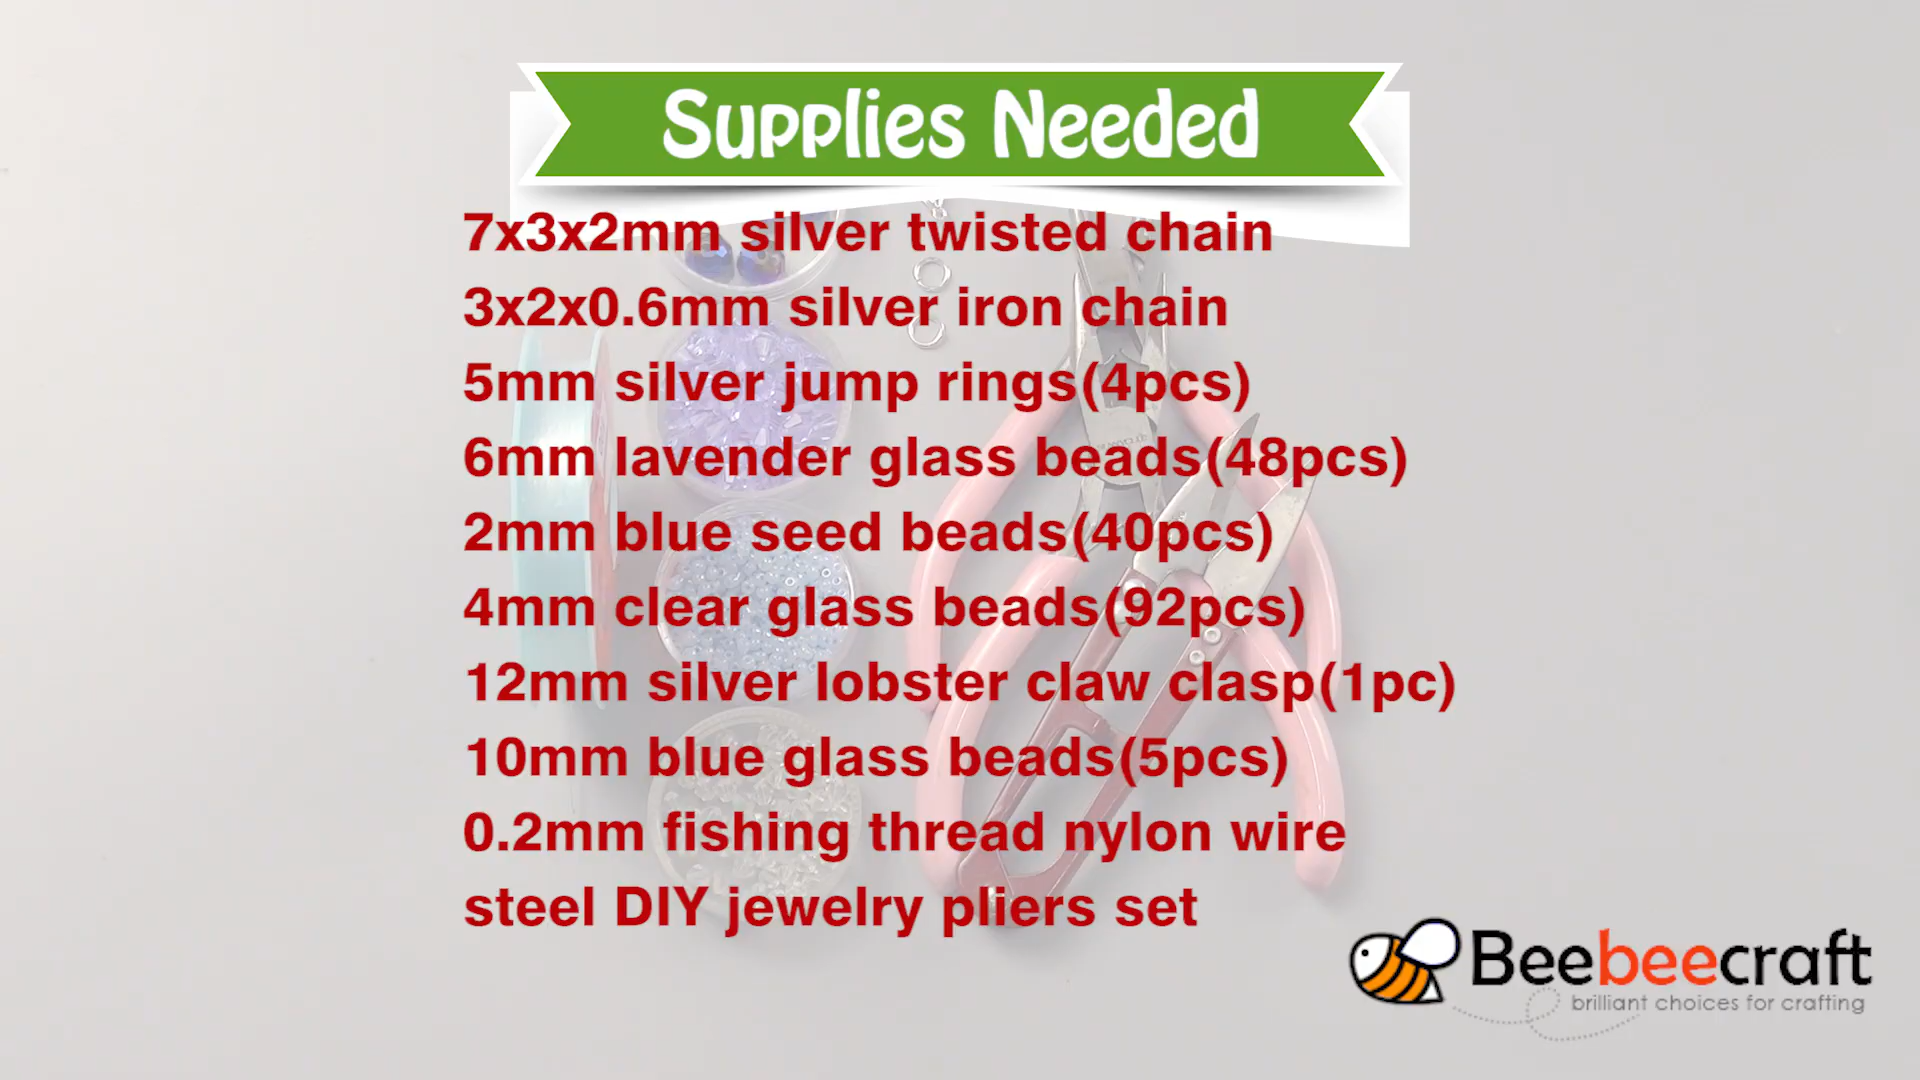 Supplies Needed
7x3x2mm silver twisted chain
3x2x0.6mm silver iron chain
5mm silver jump rings(4pcs)
6mm lavender glass beads(48pcs)
2mm blue seed beads(40pcs)
4mm clear glass beads(92pcs)
12mm silver lobster claw clasp(1pc)
10mm blue glass beads(5pcs)
0.2mm fishing thread nylon wire
steel DIY jewelry pliers set
Beebeecraft
brilliant choices for crafting